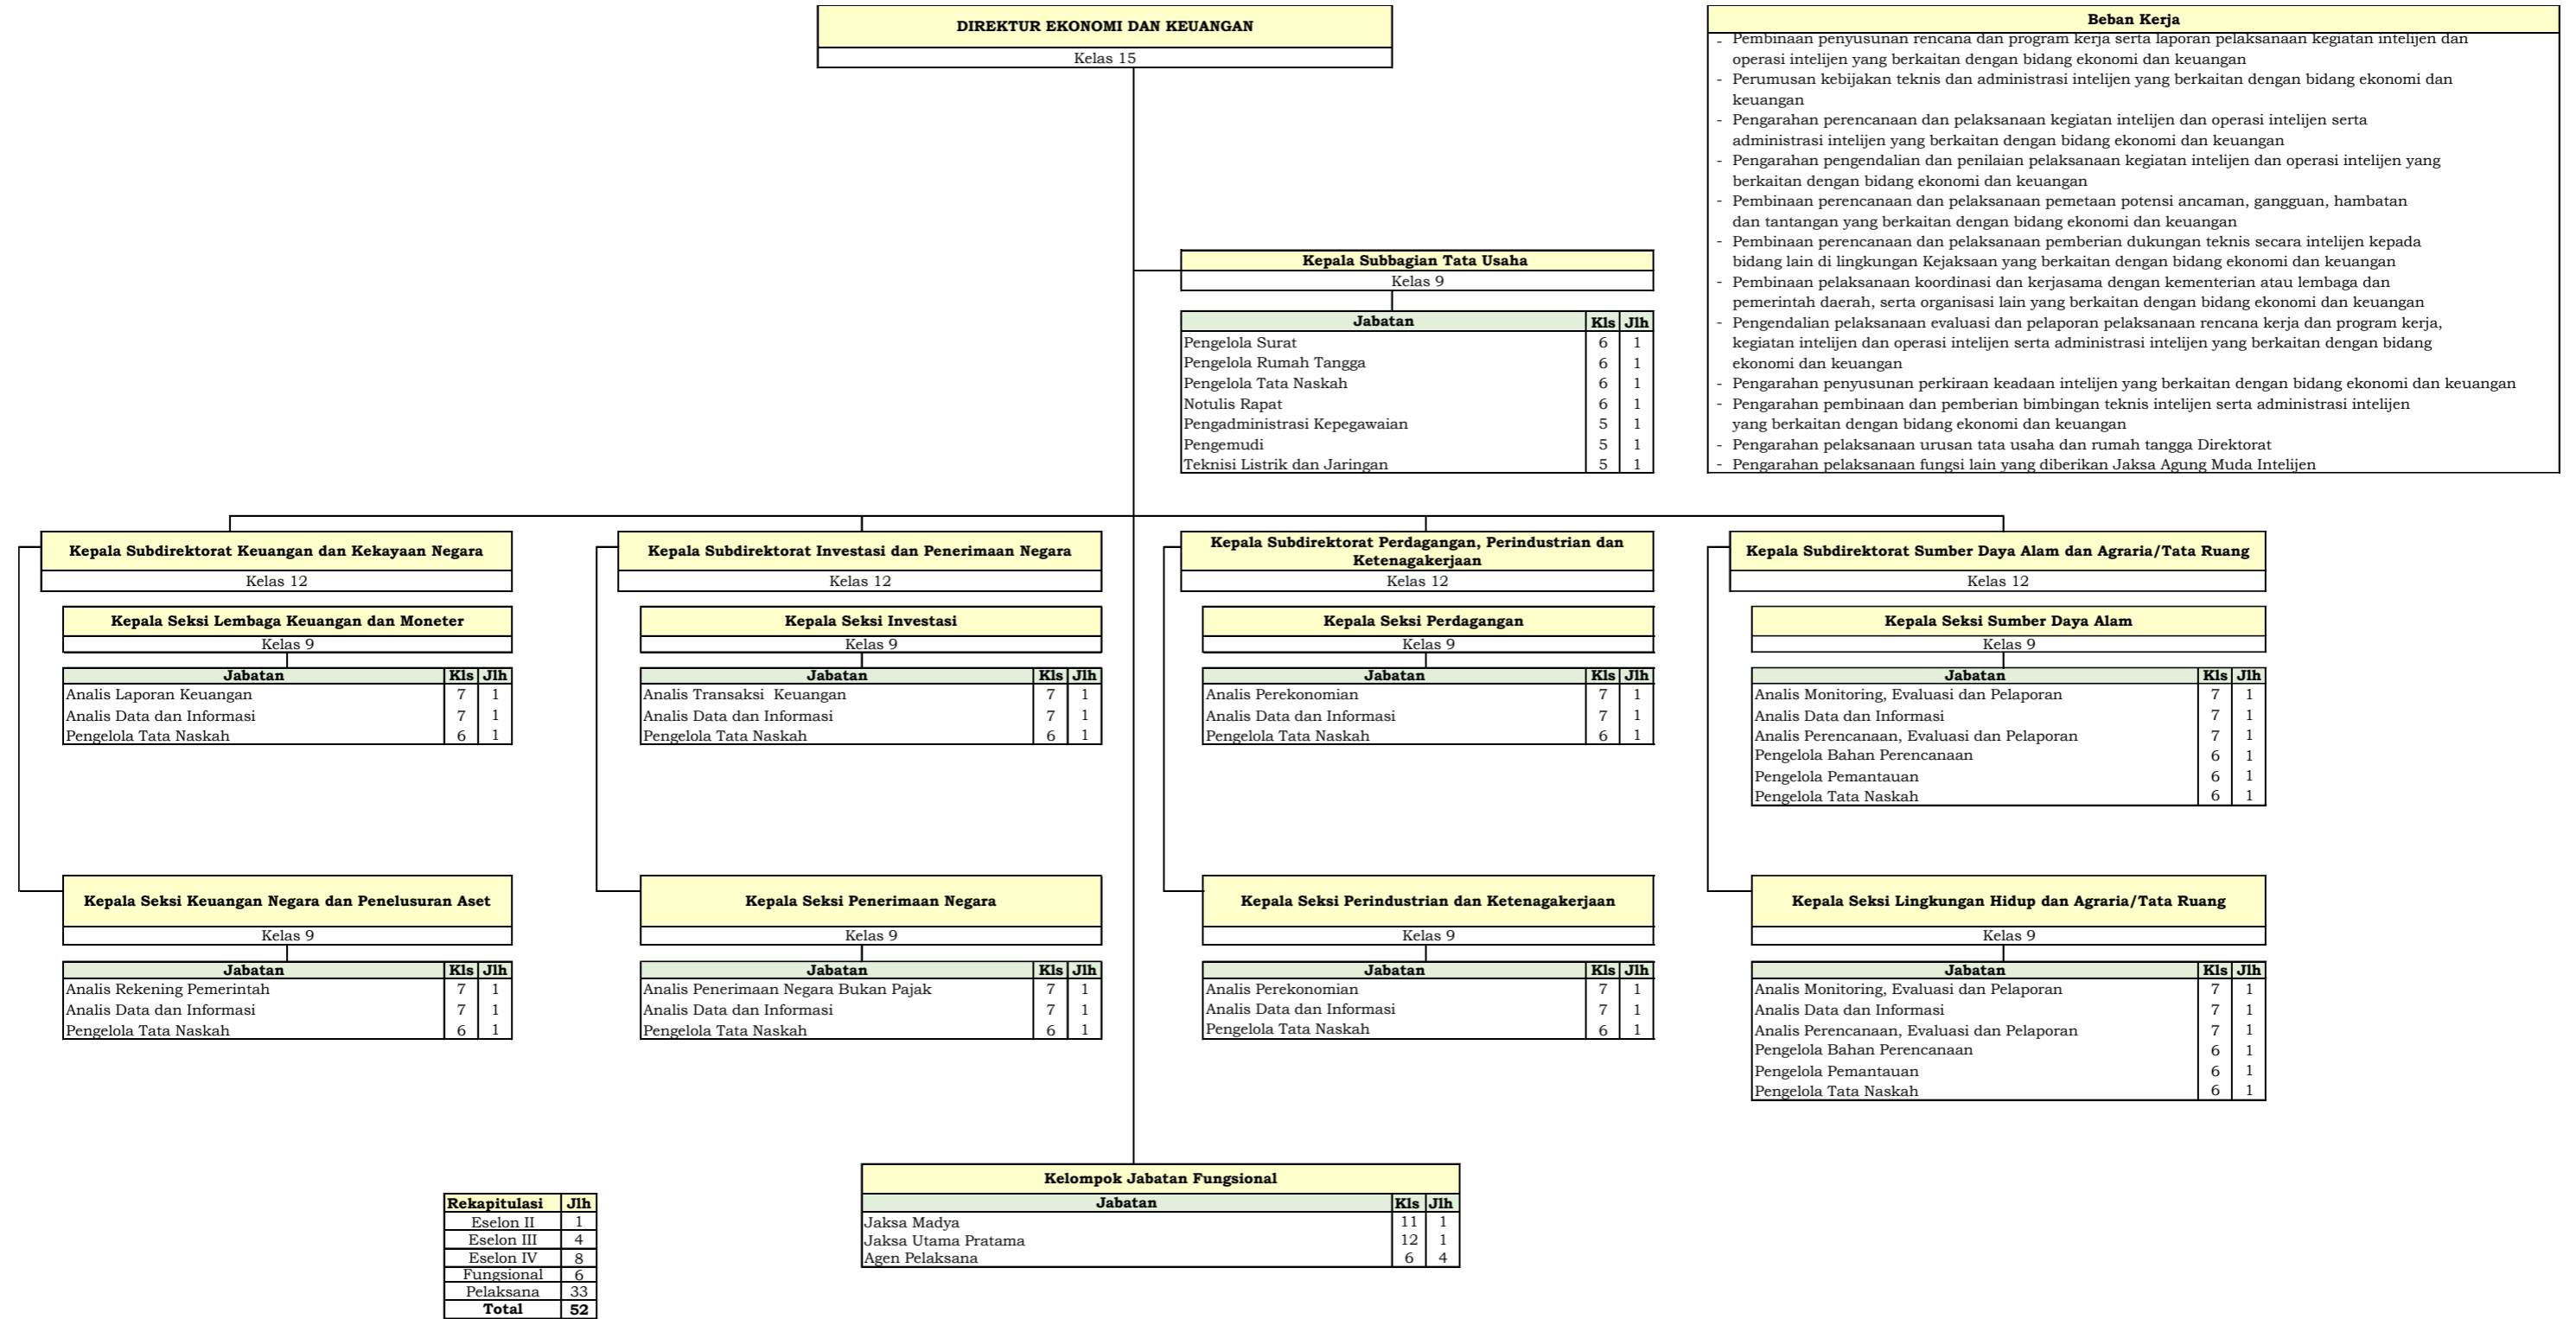 DIREKTUR EKONOMI DAN KEUANGAN
Kelas 15
Beban Kerja
- Pembinaan penyusunan rencana dan program kerja serta laporan pelaksanaan kegiatan intelijen dan
operasi intelijen yang berkaitan dengan bidang ekonomi dan keuangan
- Perumusan kebijakan teknis dan administrasi intelijen yang berkaitan dengan bidang ekonomi dan
keuangan
- Pengarahan perencanaan dan pelaksanaan kegiatan intelijen dan operasi intelijen serta
administrasi intelijen yang berkaitan dengan bidang ekonomi dan keuangan
- Pengarahan pengendalian dan penilaian pelaksanaan kegiatan intelijen dan operasi intelijen yang
berkaitan dengan bidang ekonomi dan keuangan
- Pembinaan perencanaan dan pelaksanaan pemetaan potensi ancaman, gangguan, hambatan
dan tantangan yang berkaitan dengan bidang ekonomi dan keuangan
- Pembinaan perencanaan dan pelaksanaan pemberian dukungan teknis secara intelijen kepada
bidang lain di lingkungan Kejaksaan yang berkaitan dengan bidang ekonomi dan keuangan
- Pembinaan pelaksanaan koordinasi dan kerjasama dengan kementerian atau lembaga dan
pemerintah daerah, serta organisasi lain yang berkaitan dengan bidang ekonomi dan keuangan
- Pengendalian pelaksanaan evaluasi dan pelaporan pelaksanaan rencana kerja dan program kerja,
kegiatan intelijen dan operasi intelijen serta administrasi intelijen yang berkaitan dengan bidang
ekonomi dan keuangan
- Pengarahan penyusunan perkiraan keadaan intelijen yang berkaitan dengan bidang ekonomi dan keuangan
- Pengarahan pembinaan dan pemberian bimbingan teknis intelijen serta administrasi intelijen
yang berkaitan dengan bidang ekonomi dan keuangan
- Pengarahan pelaksanaan urusan tata usaha dan rumah tangga Direktorat
- Pengarahan pelaksanaan fungsi lain yang diberikan Jaksa Agung Muda Intelijen
Kepala Subbagian Tata Usaha
Kelas 9
Jabatan Kls Jlh
Pengelola Surat 6 1
Pengelola Rumah Tangga 6 1
Pengelola Tata Naskah 6 1
Notulis Rapat 6 1
Pengadministrasi Kepegawaian 5 1
Pengemudi 5 1
Teknisi Listrik dan Jaringan 5 1
Kepala Subdirektorat Keuangan dan Kekayaan Negara
Kelas 12
Kepala Seksi Lembaga Keuangan dan Moneter
Kelas 9
Jabatan Kls Jlh
Analis Laporan Keuangan 7 1
Analis Data dan Informasi 7 1
Pengelola Tata Naskah 6 1
Kepala Seksi Keuangan Negara dan Penelusuran Aset
Kelas 9
Jabatan Kls Jlh
Analis Rekening Pemerintah 7 1
Analis Data dan Informasi 7 1
Pengelola Tata Naskah 6 1
Kepala Subdirektorat Investasi dan Penerimaan Negara
Kelas 12
Kepala Seksi Investasi
Kelas 9
Jabatan Kls Jlh
Analis Transaksi  Keuangan 7 1
Analis Data dan Informasi 7 1
Pengelola Tata Naskah 6 1
Kepala Seksi Penerimaan Negara
Kelas 9
Jabatan Kls Jlh
Analis Penerimaan Negara Bukan Pajak 7 1
Analis Data dan Informasi 7 1
Pengelola Tata Naskah 6 1
Kepala Subdirektorat Perdagangan, Perindustrian dan
Ketenagakerjaan
Kelas 12
Kepala Seksi Perdagangan
Kelas 9
Jabatan Kls Jlh
Analis Perekonomian 7 1
Analis Data dan Informasi 7 1
Pengelola Tata Naskah 6 1
Kepala Seksi Perindustrian dan Ketenagakerjaan
Kelas 9
Jabatan Kls Jlh
Analis Perekonomian 7 1
Analis Data dan Informasi 7 1
Pengelola Tata Naskah 6 1
Kepala Subdirektorat Sumber Daya Alam dan Agraria/Tata Ruang
Kelas 12
Kepala Seksi Sumber Daya Alam
Kelas 9
Jabatan Kls Jlh
Analis Monitoring, Evaluasi dan Pelaporan 7 1
Analis Data dan Informasi 7 1
Analis Perencanaan, Evaluasi dan Pelaporan 7 1
Pengelola Bahan Perencanaan 6 1
Pengelola Pemantauan 6 1
Pengelola Tata Naskah 6 1
Kepala Seksi Lingkungan Hidup dan Agraria/Tata Ruang
Kelas 9
Jabatan Kls Jlh
Analis Monitoring, Evaluasi dan Pelaporan 7 1
Analis Data dan Informasi 7 1
Analis Perencanaan, Evaluasi dan Pelaporan 7 1
Pengelola Bahan Perencanaan 6 1
Pengelola Pemantauan 6 1
Pengelola Tata Naskah 6 1
Kelompok Jabatan Fungsional
Jabatan Kls Jlh
Jaksa Madya 11 1
Jaksa Utama Pratama 12 1
Agen Pelaksana 6 4
Rekapitulasi Jlh
Eselon II 1
Eselon III 4
Eselon IV 8
Fungsional 6
Pelaksana 33
Total 52